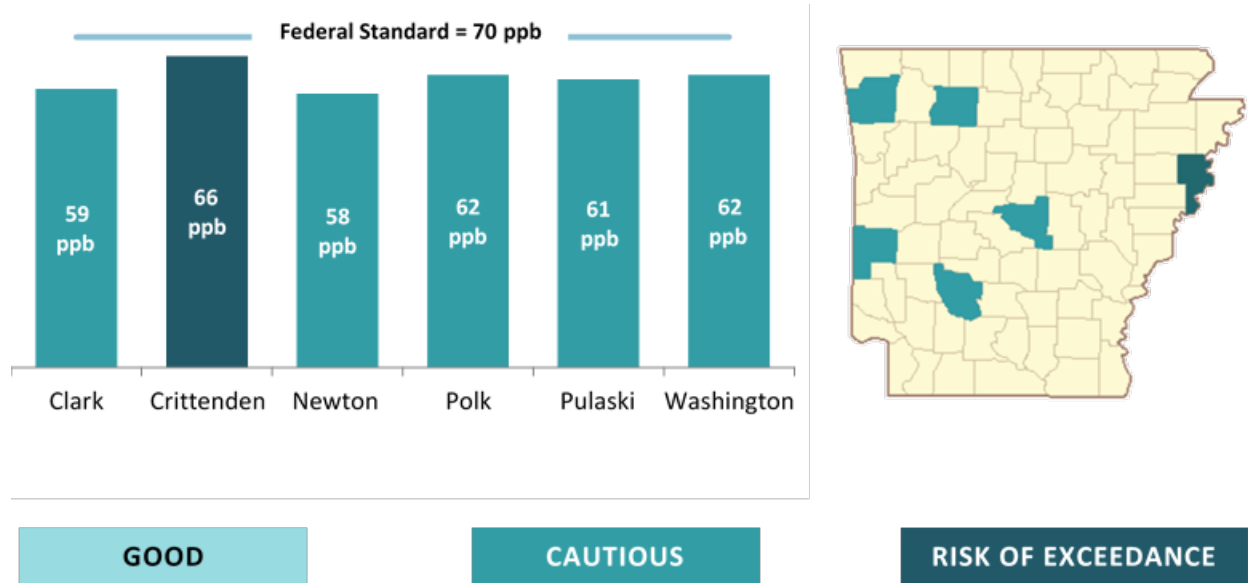 Federal Standard = 70 ppb
59
ppb
66
ppb
58
ppb
62
ppb
61
ppb
62
ppb
Clark
Crittenden
Newton
Polk
Pulaski
Washington
GOOD
CAUTIOUS
RISK OF EXCEEDANCE